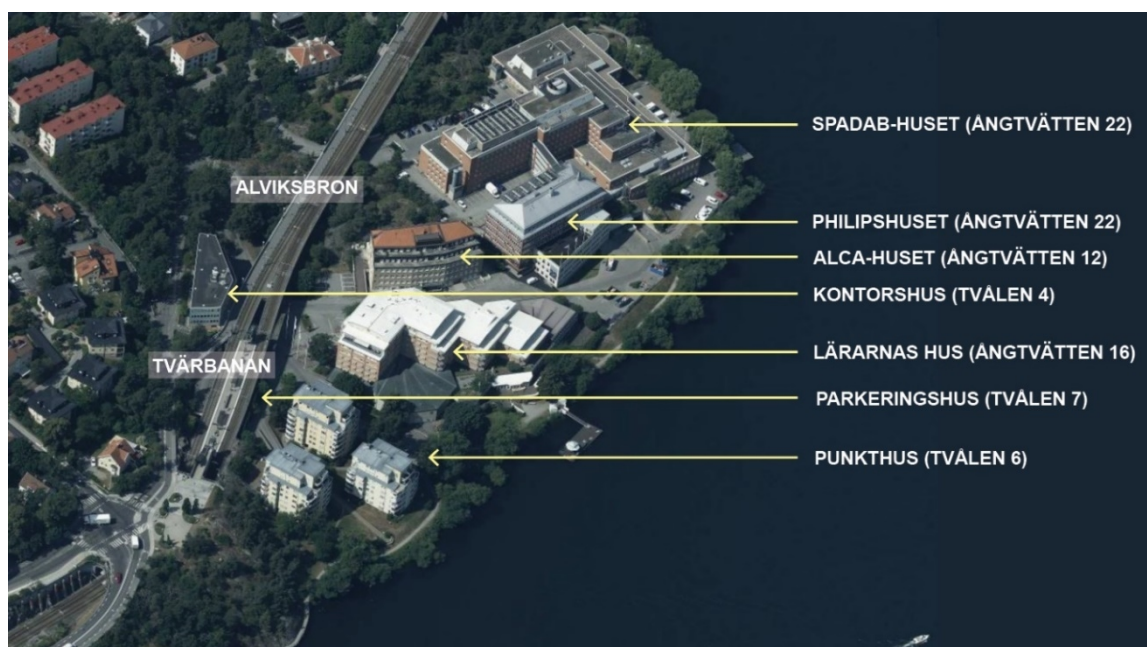 SPADAB-HUSET (ÅNGTVÄTTEN 22)
ALVIKSBRON
PHILIPSHUSET (ÅNGTVÄTTEN 22)
ALCA-HUSET (ÅNGTVÄTTEN 12)
KONTORSHUS (TVÅLEN 4)
LÄRARNAS HUS (ÅNGTVÄTTEN 16)
TVÄRBANAN
PARKERINGSHUS (TVÅLEN 7)
PUNKTHUS (TVÅLEN 6)